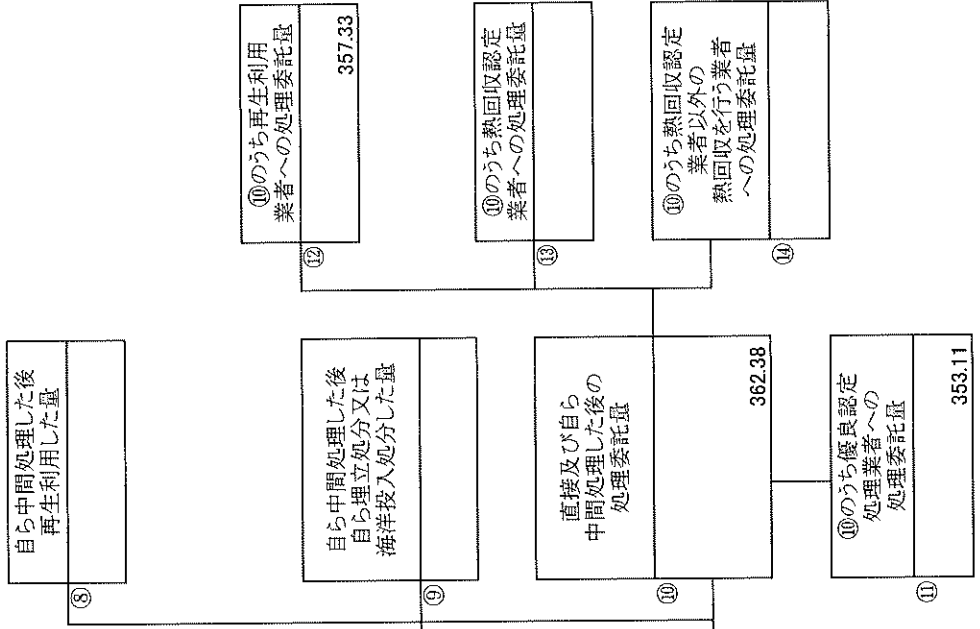 ⑧
自ら中間処理した後
再生利用した量
⑨
自ら中間処理した後
自ら埋立処分又は
海洋投入処分した量
⑩
直接及び自ら
中間処理した後の
処理委託量
362.38
⑪
⑩のうち優良認定
処理業者への
処理委託量
353.11
⑫
⑩のうち再生利用
業者への処理委託量
357.33
⑬
⑩のうち熱回収認定
業者への処理委託量
⑭
⑩のうち熱回収認定
業者以外の
熱回収を行う業者
への処理委託量